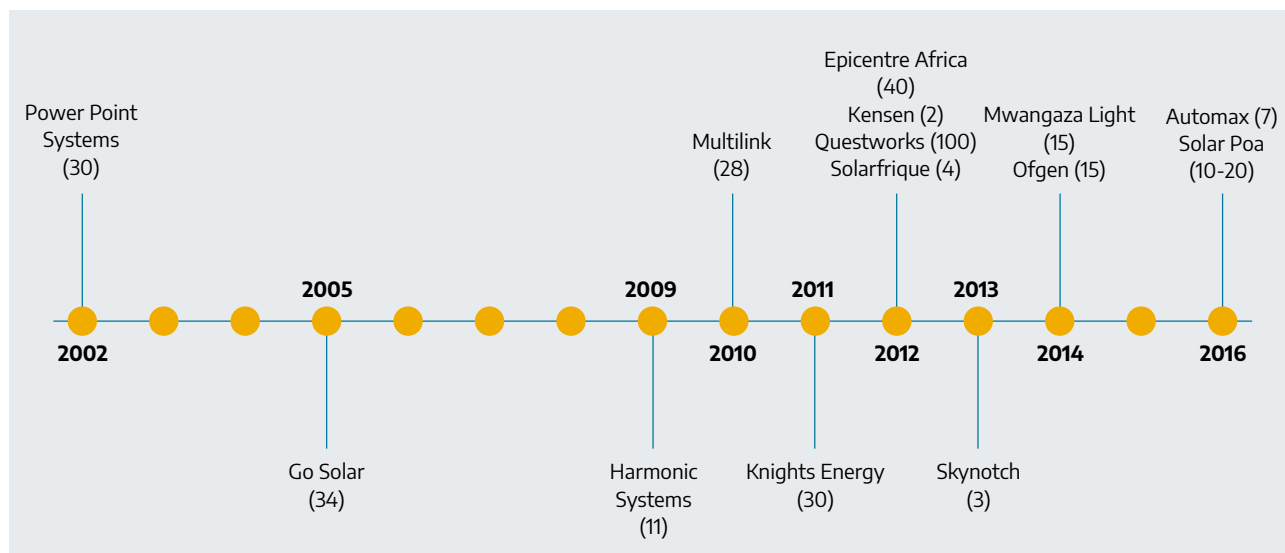 Power Point
Systems
(30)
Multilink
(28)
Epicentre Africa
(40)
Kensen (2)
Questworks (100)
Solarfrique (4)
Mwangaza Light
(15)
Ofgen (15)
Automax (7)
Solar Poa
(10-20)
2002
2005
2009
2010
2011
2012
2013
2014
2016
Go Solar
(34)
Harmonic
Systems
(11)
Knights Energy
(30)
Skynotch
(3)